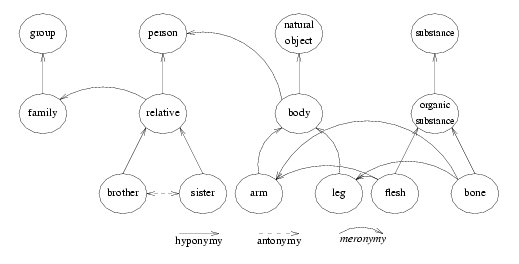 group
person
natural
object
substance
family
relative
body
organic
substance
brother
sister
arm
leg
flesh
bone
hyponymy
antonymy
meronymy